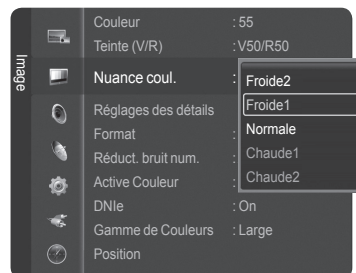 Image
Couleur : 55
Teinte (V/R) : V50/R50
Nuance coul. :
Froide2
Froide1
Normale
Chaude1
Chaude2
Réglages des détails
Format :
Réduct. bruit num. :
Active Couleur :
DNIe : On
Gamme de Couleurs : Large
Position